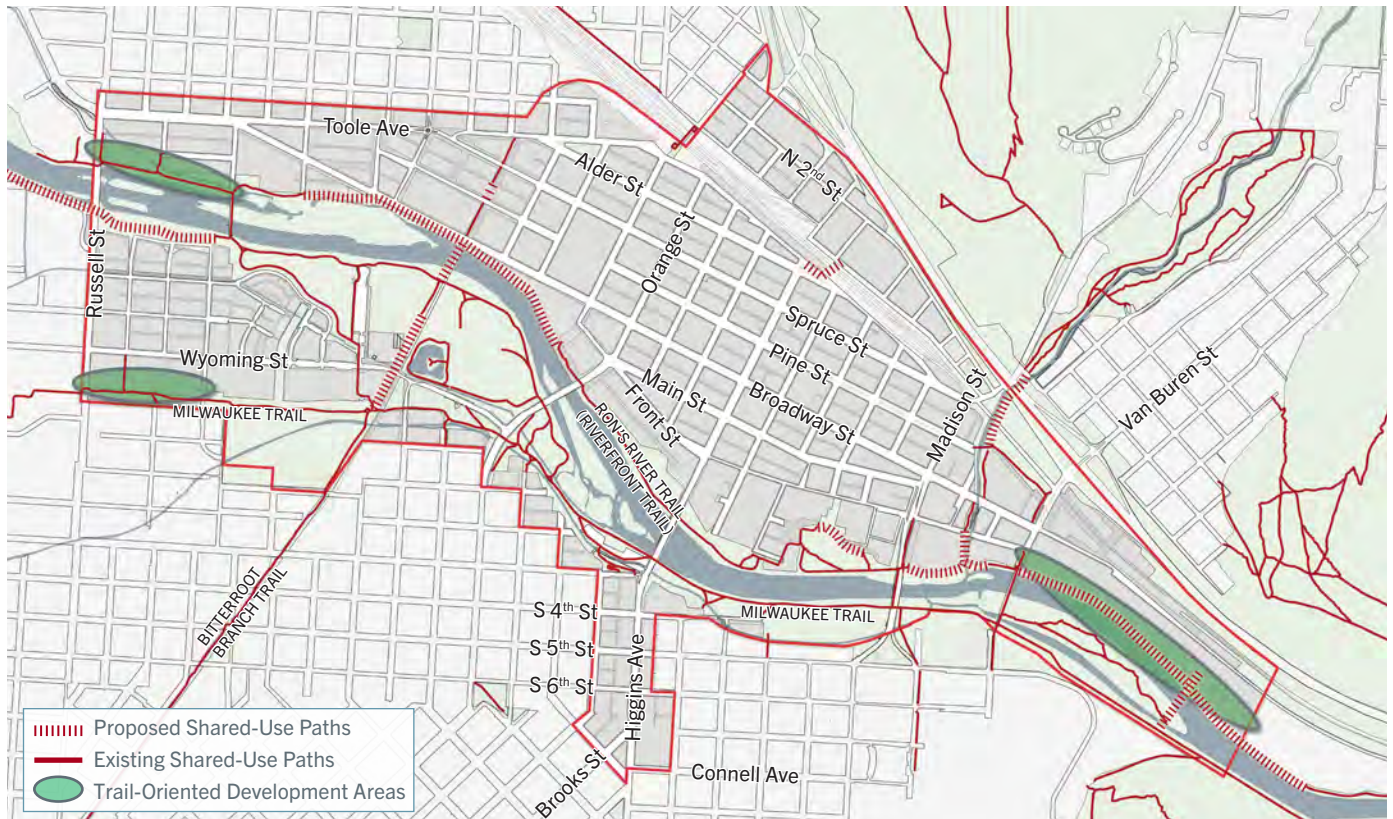 Toole Ave
Alder St
N 2nd St
Orange St
Russell St
Spruce St
Pine St
Broadway St
Madison St
Van Buren St
Wyoming St
Main St
Front St
MILWAUKEE TRAIL
RON'S RIVER TRAIL
(RIVERFRONT TRAIL)
BITTERROOT
BRANCH TRAIL
S 4th St
MILWAUKEE TRAIL
S 5th St
S 6th St
Higgins Ave
Brooks St
Connell Ave
Proposed Shared-Use Paths
Existing Shared-Use Paths
Trail-Oriented Development Areas